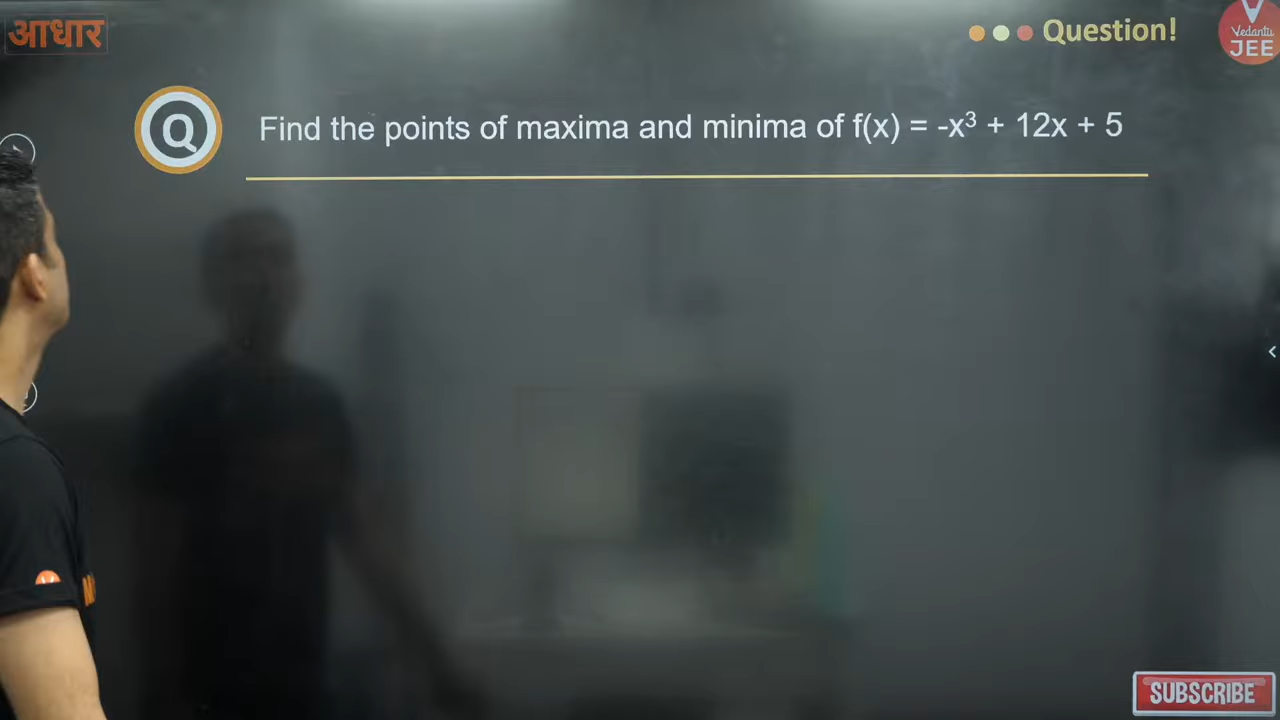 आधार
Question!
Vedantu
JEE
Q
Find the points of maxima and minima of f(x) = -x³ + 12x + 5
SUBSCRIBE